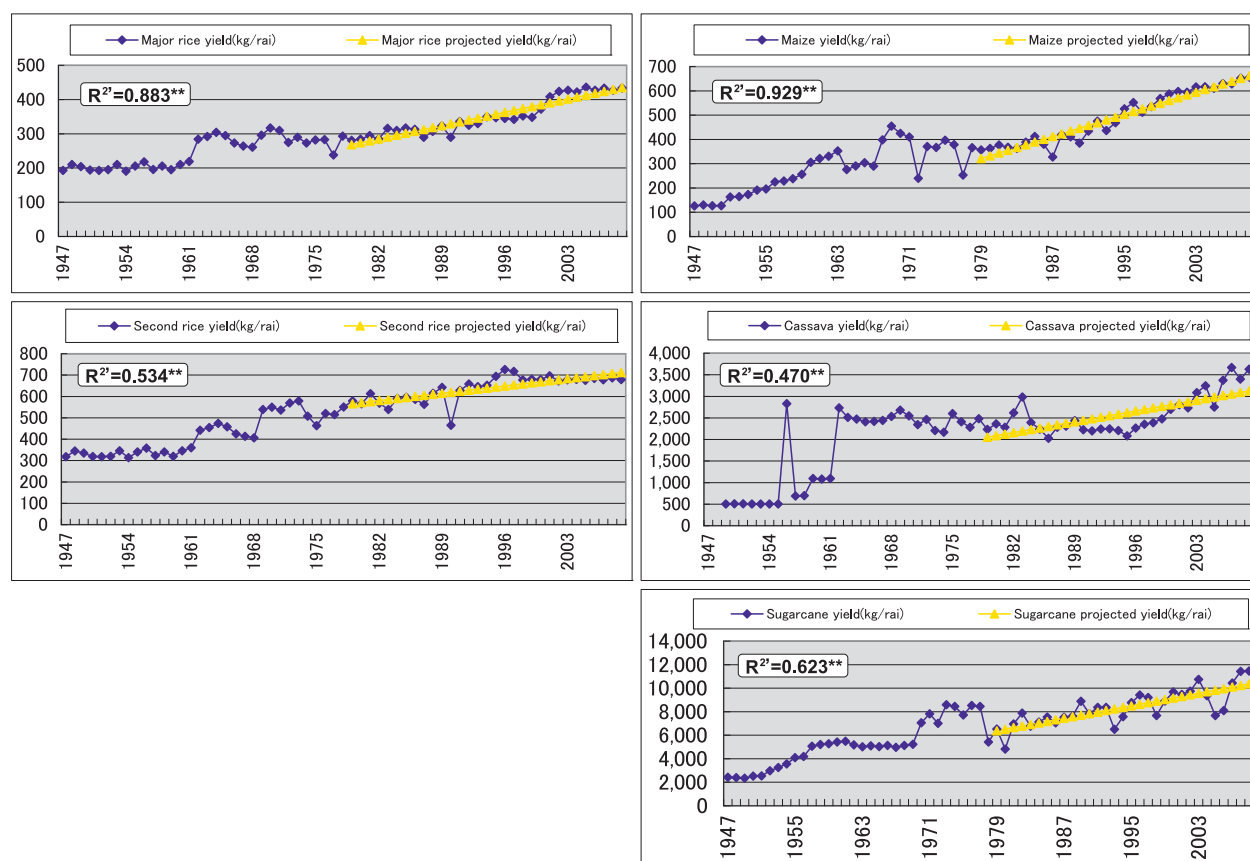 Major rice yield(kg/rai) Major rice projected yield(kg/rai)
R²'=0.883**
500
400
300
200
100
0
1947 1954 1961 1968 1975 1982 1989 1996 2003
Maize yield(kg/rai) Maize projected yield(kg/rai)
R²'=0.929**
700
600
500
400
300
200
100
0
1947 1955 1963 1971 1979 1987 1995 2003
Second rice yield(kg/rai) Second rice projected yield(kg/rai)
R²'=0.534**
800
700
600
500
400
300
200
100
0
1947 1954 1961 1968 1975 1982 1989 1996 2003
Cassava yield(kg/rai) Cassava projected yield(kg/rai)
R²'=0.470**
4,000
3,500
3,000
2,500
2,000
1,500
1,000
500
0
1947 1954 1961 1968 1975 1982 1989 1996 2003
Sugarcane yield(kg/rai) Sugarcane projected yield(kg/rai)
R²'=0.623**
14,000
12,000
10,000
8,000
6,000
4,000
2,000
0
1947 1955 1963 1971 1979 1987 1995 2003